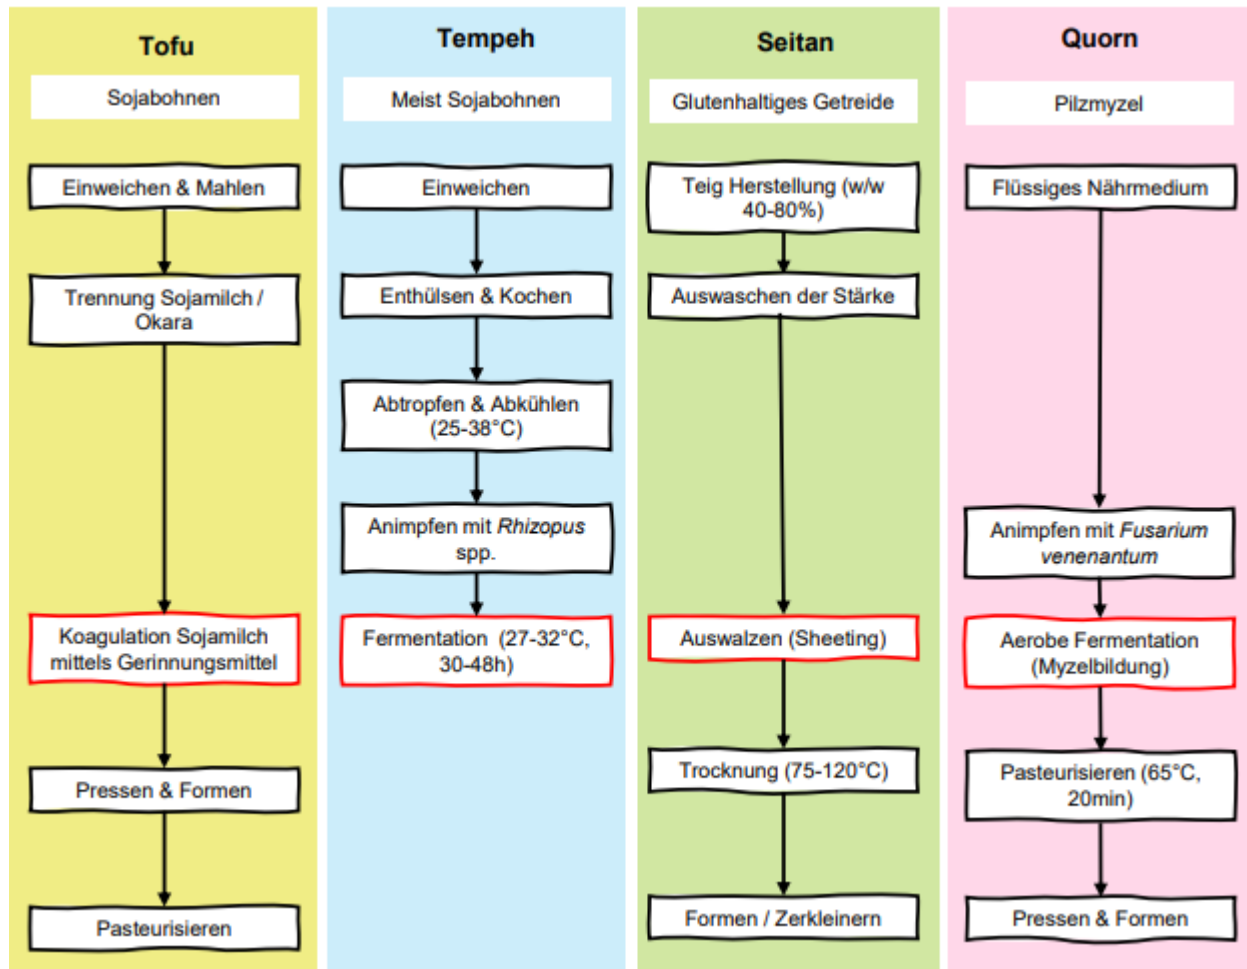 Tofu
Sojabohnen
Einweichen & Mahlen
Trennung Sojamilch /
Okara
Koagulation Sojamilch
mittels Gerinnungsmittel
Pressen & Formen
Pasteurisieren
Tempeh
Meist Sojabohnen
Einweichen
Enthülsen & Kochen
Abtropfen & Abkühlen
(25-38°C)
Animpfen mit Rhizopus
spp.
Fermentation (27-32°C,
30-48h)
Seitan
Glutenhaltiges Getreide
Teig Herstellung (w/w
40-80%)
Auswaschen der Stärke
Auswalzen (Sheeting)
Trocknung (75-120°C)
Formen / Zerkleinern
Quorn
Pilzmyzel
Flüssiges Nährmedium
Animpfen mit Fusarium
venenantum
Aerobe Fermentation
(Myzelbildung)
Pasteurisieren (65°C,
20min)
Pressen & Formen